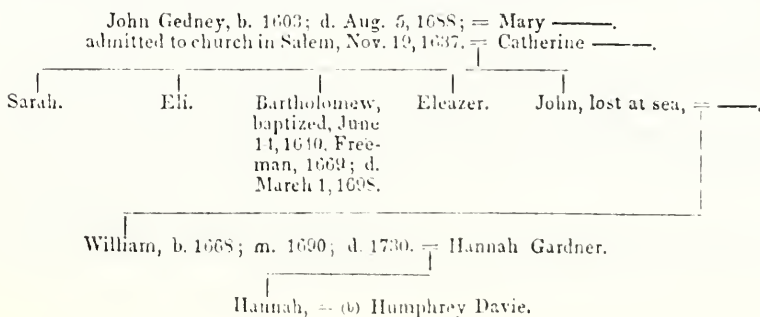 John Gedney, b. 1603; d. Aug. 5, 1688; = Mary ———.
admitted to church in Salem, Nov. 19, 1637. = Catherine ———.
Sarah. Eli. Bartholomew, Eleazer. John, lost at sea, = ———.
baptized, June
14, 1640. Free-
man, 1669; d.
March 1, 1698.
William, b. 1668; m. 1690; d. 1730. = Hannah Gardner.
Hannah, = (b) Humphrey Davie.